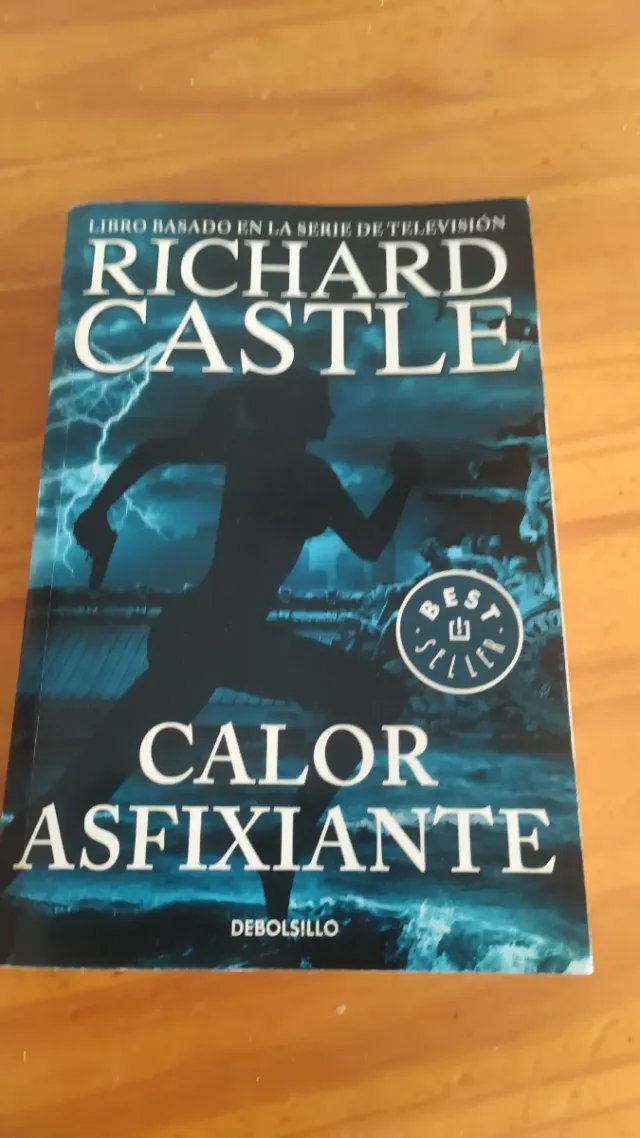 LIBRO BASADO EN LA SERIE DE TELEVISIÓN
RICHARD
CASTLE
BEST
SELLER
CALOR
ASFIXIANTE
DEBOLSILLO